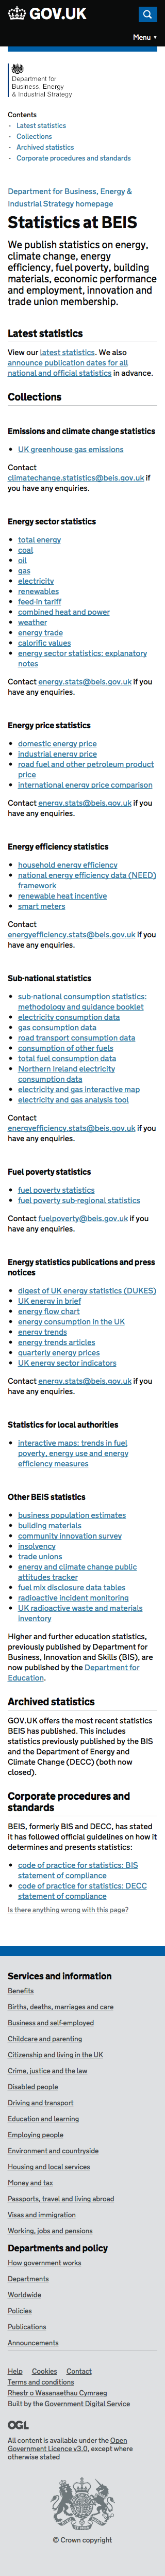 GOV.UK
Menu ▼
Department for
Business, Energy
& Industrial Strategy
Contents
- Latest statistics
- Collections
- Archived statistics
- Corporate procedures and standards
Department for Business, Energy &
Industrial Strategy homepage
Statistics at BEIS
We publish statistics on energy,
climate change, energy
efficiency, fuel poverty, building
materials, economic performance
and employment, innovation and
trade union membership.
Latest statistics
View our latest statistics. We also
announce publication dates for all
national and official statistics in advance.
Collections
Emissions and climate change statistics
• UK greenhouse gas emissions
Contact
climatechange.statistics@beis.gov.uk if
you have any enquiries.
Energy sector statistics
• total energy
• coal
• oil
• gas
• electricity
• renewables
• feed-in tariff
• combined heat and power
• weather
• energy trade
• calorific values
• energy sector statistics: explanatory
notes
Contact energy.stats@beis.gov.uk if you
have any enquiries.
Energy price statistics
• domestic energy price
• industrial energy price
• road fuel and other petroleum product
price
• international energy price comparison
Contact energy.stats@beis.gov.uk if you
have any enquiries.
Energy efficiency statistics
• household energy efficiency
• national energy efficiency data (NEED)
framework
• renewable heat incentive
• smart meters
Contact
energyefficiency.stats@beis.gov.uk if you
have any enquiries.
Sub-national statistics
• sub-national consumption statistics:
methodology and guidance booklet
• electricity consumption data
• gas consumption data
• road transport consumption data
• consumption of other fuels
• total fuel consumption data
• Northern Ireland electricity
consumption data
• electricity and gas interactive map
• electricity and gas analysis tool
Contact
energyefficiency.stats@beis.gov.uk if you
have any enquiries.
Fuel poverty statistics
• fuel poverty statistics
• fuel poverty sub-regional statistics
Contact fuelpoverty@beis.gov.uk if you
have any enquiries.
Energy statistics publications and press
notices
• digest of UK energy statistics (DUKES)
• UK energy in brief
• energy flow chart
• energy consumption in the UK
• energy trends
• energy trends articles
• quarterly energy prices
• UK energy sector indicators
Contact energy.stats@beis.gov.uk if you
have any enquiries.
Statistics for local authorities
• interactive maps: trends in fuel
poverty, energy use and energy
efficiency measures
Other BEIS statistics
• business population estimates
• building materials
• community innovation survey
• insolvency
• trade unions
• energy and climate change public
attitudes tracker
• fuel mix disclosure data tables
• radioactive incident monitoring
• UK radioactive waste and materials
inventory
Higher and further education statistics,
previously published by Department for
Business, Innovation and Skills (BIS), are
now published by the Department for
Education.
Archived statistics
GOV.UK offers the most recent statistics
BEIS has published. This includes
statistics previously published by the BIS
and the Department of Energy and
Climate Change (DECC) (both now
closed).
Corporate procedures and
standards
BEIS, formerly BIS and DECC, has stated
it has followed official guidelines on how it
determines and presents statistics:
• code of practice for statistics: BIS
statement of compliance
• code of practice for statistics: DECC
statement of compliance
Is there anything wrong with this page?
Services and information
Benefits
Births, deaths, marriages and care
Business and self-employed
Childcare and parenting
Citizenship and living in the UK
Crime, justice and the law
Disabled people
Driving and transport
Education and learning
Employing people
Environment and countryside
Housing and local services
Money and tax
Passports, travel and living abroad
Visas and immigration
Working, jobs and pensions
Departments and policy
How government works
Departments
Worldwide
Policies
Publications
Announcements
Help Cookies Contact
Terms and conditions
Rhestr o Wasanaethau Cymraeg
Built by the Government Digital Service
OGL
All content is available under the Open
Government Licence v3.0, except where
otherwise stated
© Crown copyright